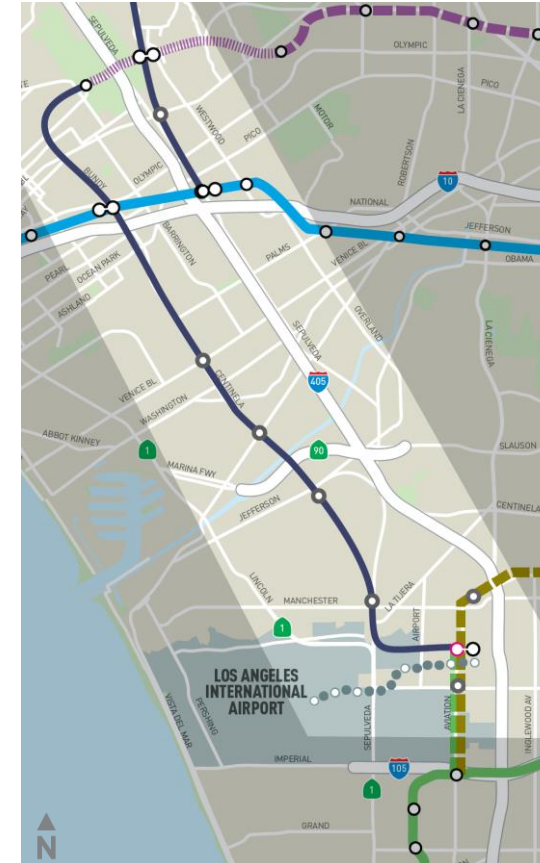 SEPULVEDA
OLYMPIC
LA CIENEGA
PICO
WESTWOOD
MOTOR
PICO
ROBERTSON
BUNDY
OLYMPIC
10
NATIONAL
BARRINGTON
JEFFERSON
OBAMA
PALMS
VENICE BL
PEARL
OCEAN PARK
ASHLAND
OVERLAND
SEPULVEDA
LA CIENEGA
405
VENICE BL
CENTINELA
WASHINGTON
ABBOT KINNEY
1
90
SLAUSON
MARINA FWY
JEFFERSON
CENTINELA
LINCOLN
MANCHESTER
LA TIJERA
AIRPORT
1
LOS ANGELES
INTERNATIONAL
AIRPORT
VISTA DEL MAR
PERSHING
SEPULVEDA
AVIATION
INGLEWOOD AV
IMPERIAL
105
1
GRAND
N